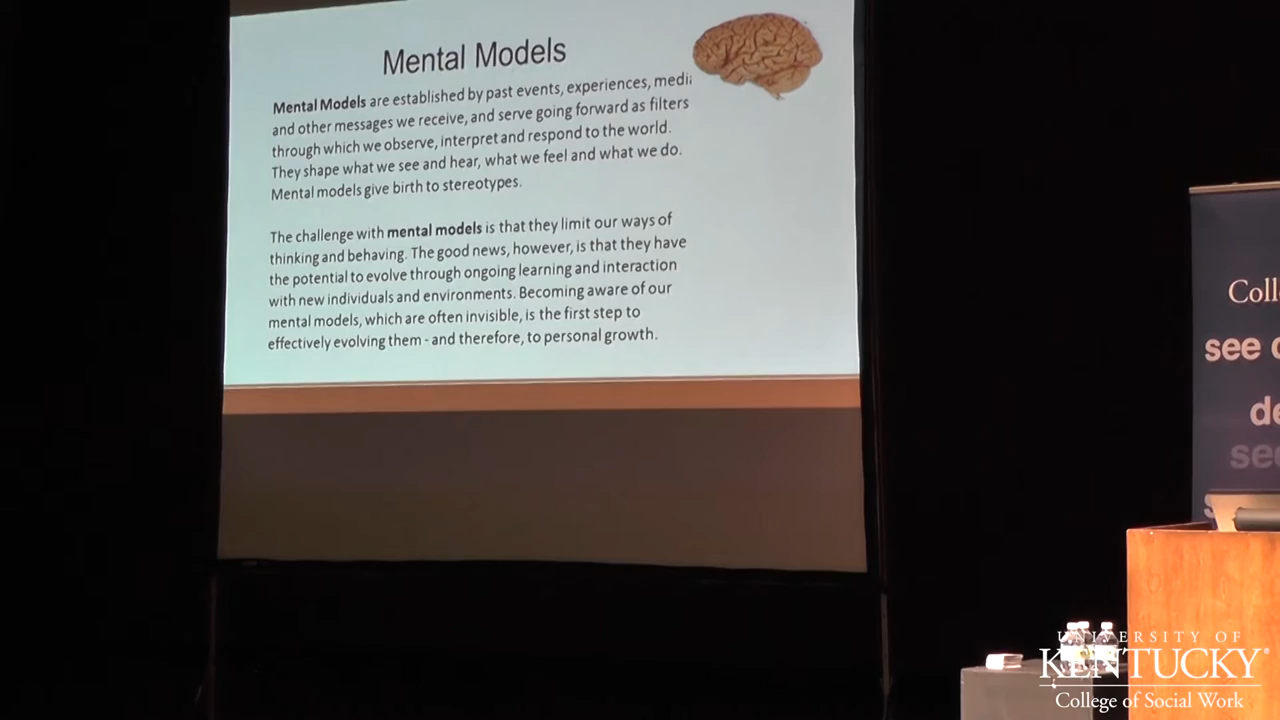 Mental Models
Mental Models are established by past events, experiences, medi
and other messages we receive, and serve going forward as filters
through which we observe, interpret and respond to the world.
They shape what we see and hear, what we feel and what we do.
Mental models give birth to stereotypes.
The challenge with mental models is that they limit our ways of
thinking and behaving. The good news, however, is that they have
the potential to evolve through ongoing learning and interaction
with new individuals and environments. Becoming aware of our
mental models, which are often invisible, is the first step to
effectively evolving them - and therefore, to personal growth.
Coll
see
de
see
UNIVERSITY OF
KENTUCKY®
College of Social Work